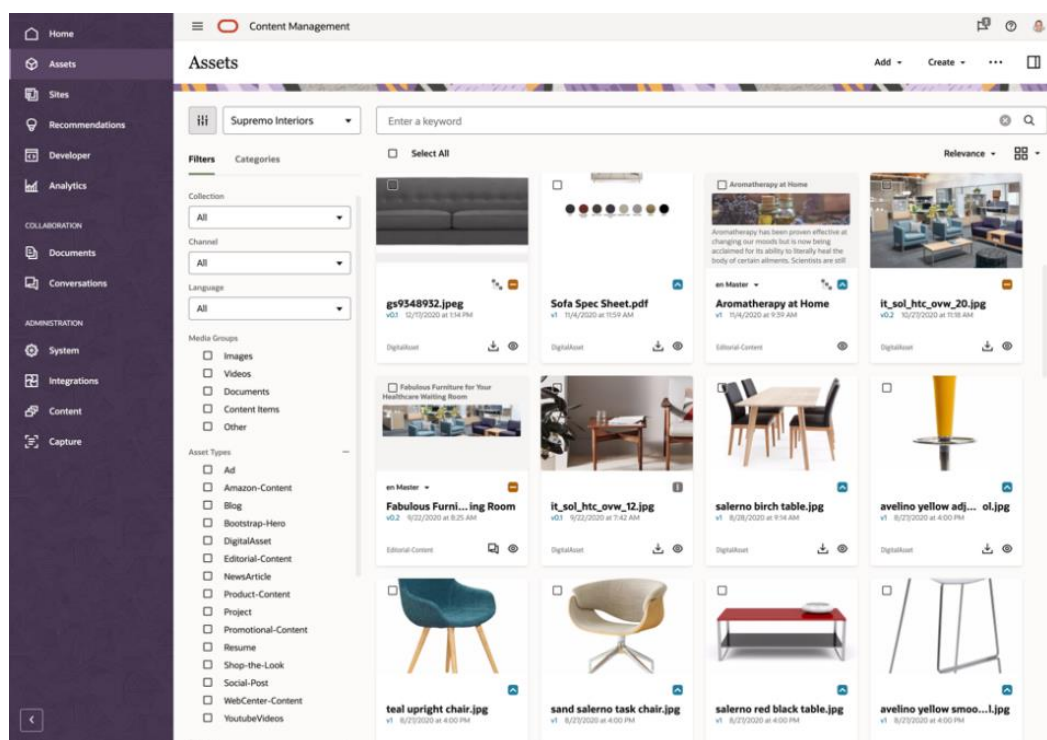 Home
Assets
Sites
Recommendations
Developer
Analytics
COLLABORATION
Documents
Conversations
ADMINISTRATION
System
Integrations
Content
Capture
Content Management
Assets
Add
Create
Supremo Interiors
Enter a keyword
Filters
Categories
Select All
Relevance
Collection
All
Channel
All
Language
All
Media Groups
Images
Videos
Documents
Content Items
Other
Asset Types
Ad
Amazon-Content
Blog
Bootstrap-Hero
DigitalAsset
Editorial-Content
NewsArticle
Product-Content
Project
Promotional-Content
Resume
Shop-the-Look
Social-Post
WebCenter-Content
YoutubeVideos
gs9348932.jpeg
v0.1 12/17/2020 at 1:14 PM
DigitalAsset
Sofa Spec Sheet.pdf
v1 11/4/2020 at 11:59 AM
DigitalAsset
Aromatherapy at Home
Aromatherapy has been proven effective at
changing our moods but is now being
acclaimed for its ability to literally heal the
body of certain ailments. Scientists are still
en Master
Aromatherapy at Home
v1 11/4/2020 at 9:39 AM
Editorial-Content
it_sol_htc_ovw_20.jpg
v0.2 10/27/2020 at 11:18 AM
DigitalAsset
Fabulous Furniture for Your
Healthcare Waiting Room
en Master
Fabulous Furni... ing Room
v0.2 9/22/2020 at 8:25 AM
Editorial-Content
it_sol_htc_ovw_12.jpg
v0.1 9/22/2020 at 7:42 AM
DigitalAsset
salerno birch table.jpg
v1 8/28/2020 at 9:14 AM
DigitalAsset
avelino yellow adj... ol.jpg
v1 8/27/2020 at 4:00 PM
DigitalAsset
teal upright chair.jpg
v1 8/27/2020 at 4:00 PM
sand salerno task chair.jpg
v1 8/27/2020 at 4:00 PM
salerno red black table.jpg
v1 8/27/2020 at 4:00 PM
avelino yellow smoo...l.jpg
v1 8/27/2020 at 4:00 PM